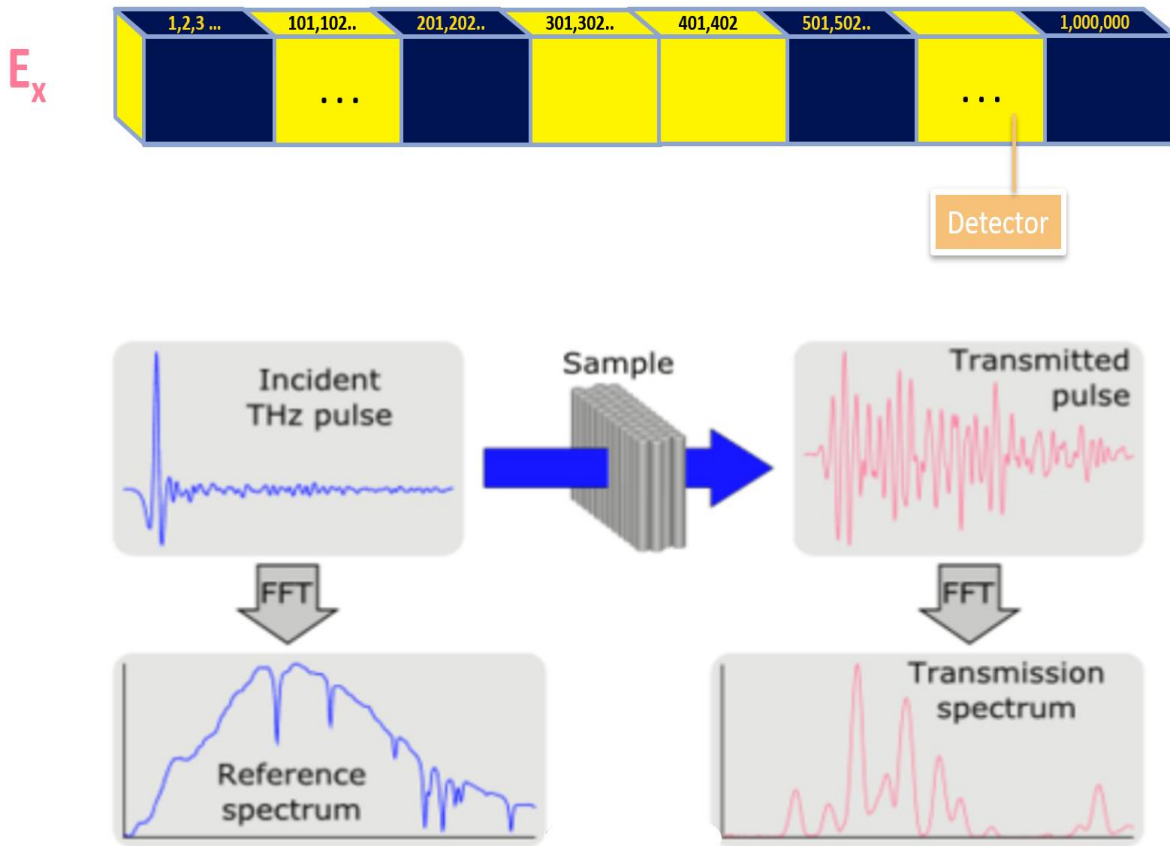 1,2,3 ...
101,102..
201,202..
301,302..
401,402
501,502..
1,000,000
Ex
...
...
Detector
Incident
THz pulse
Sample
Transmitted
pulse
FFT
FFT
Reference
spectrum
Transmission
spectrum